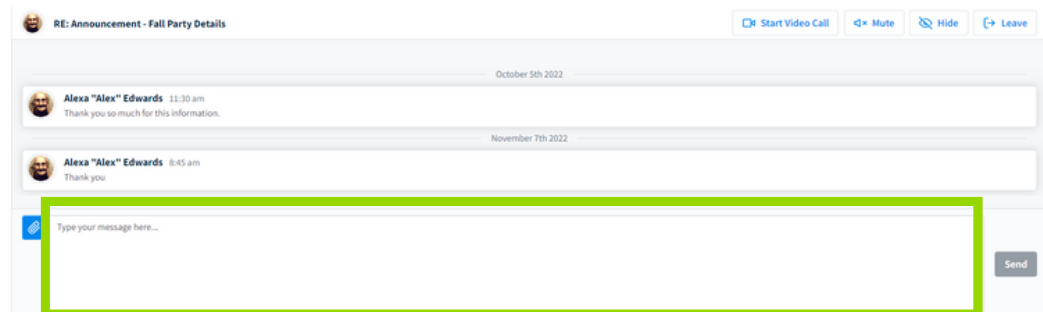 RE: Announcement - Fall Party Details
Start Video Call
Mute
Hide
Leave
October 5th 2022
Alexa "Alex" Edwards 11:30 am
Thank you so much for this information.
November 7th 2022
Alexa "Alex" Edwards 8:45 am
Thank you
Type your message here...
Send